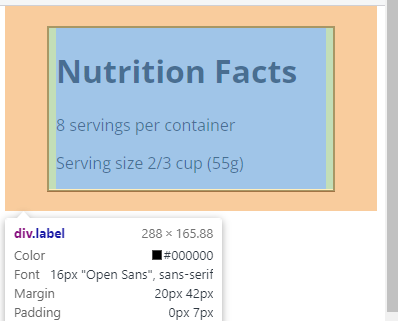 Nutrition Facts
8 servings per container
Serving size 2/3 cup (55g)
div.label 288 × 165.88
Color #000000
Font 16px "Open Sans", sans-serif
Margin 20px 42px
Padding 0px 7px